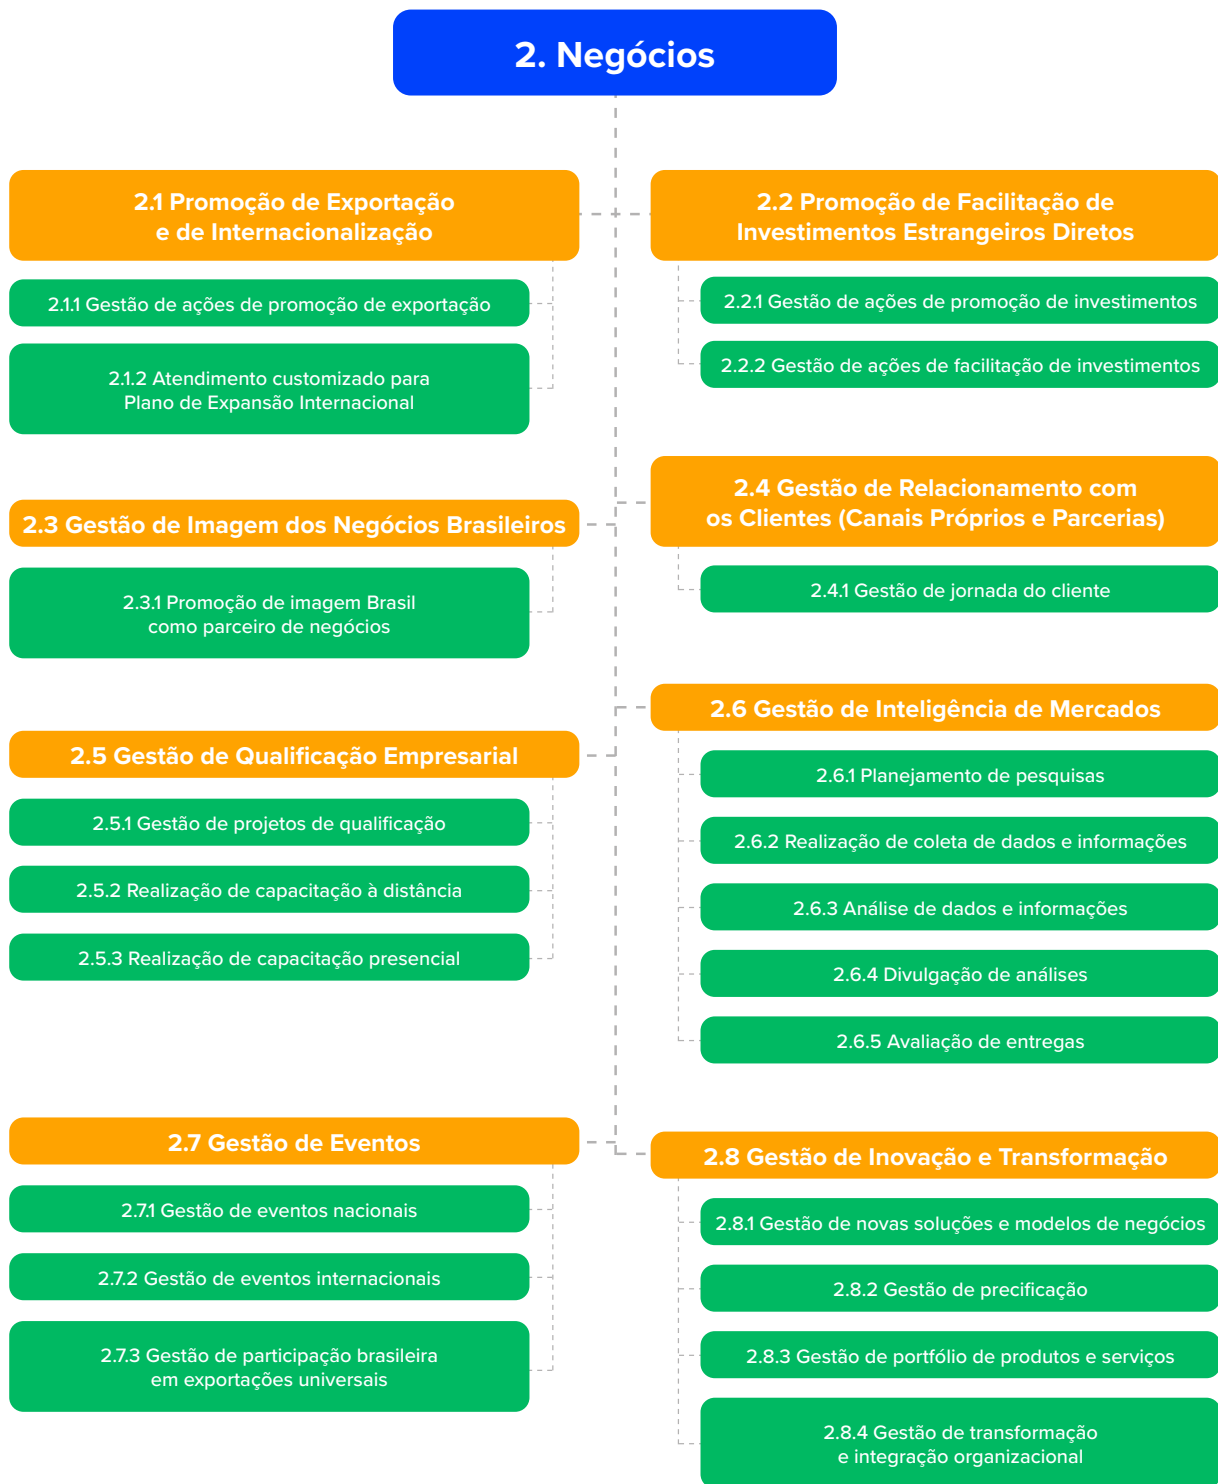 2. Negócios
2.1 Promoção de Exportação
e de Internacionalização
2.1.1 Gestão de ações de promoção de exportação
2.1.2 Atendimento customizado para
Plano de Expansão Internacional
2.2 Promoção de Facilitação de
Investimentos Estrangeiros Diretos
2.2.1 Gestão de ações de promoção de investimentos
2.2.2 Gestão de ações de facilitação de investimentos
2.3 Gestão de Imagem dos Negócios Brasileiros
2.3.1 Promoção de imagem Brasil
como parceiro de negócios
2.4 Gestão de Relacionamento com
os Clientes (Canais Próprios e Parcerias)
2.4.1 Gestão de jornada do cliente
2.5 Gestão de Qualificação Empresarial
2.5.1 Gestão de projetos de qualificação
2.5.2 Realização de capacitação à distância
2.5.3 Realização de capacitação presencial
2.6 Gestão de Inteligência de Mercados
2.6.1 Planejamento de pesquisas
2.6.2 Realização de coleta de dados e informações
2.6.3 Análise de dados e informações
2.6.4 Divulgação de análises
2.6.5 Avaliação de entregas
2.7 Gestão de Eventos
2.7.1 Gestão de eventos nacionais
2.7.2 Gestão de eventos internacionais
2.7.3 Gestão de participação brasileira
em exportações universais
2.8 Gestão de Inovação e Transformação
2.8.1 Gestão de novas soluções e modelos de negócios
2.8.2 Gestão de precificação
2.8.3 Gestão de portfólio de produtos e serviços
2.8.4 Gestão de transformação
e integração organizacional